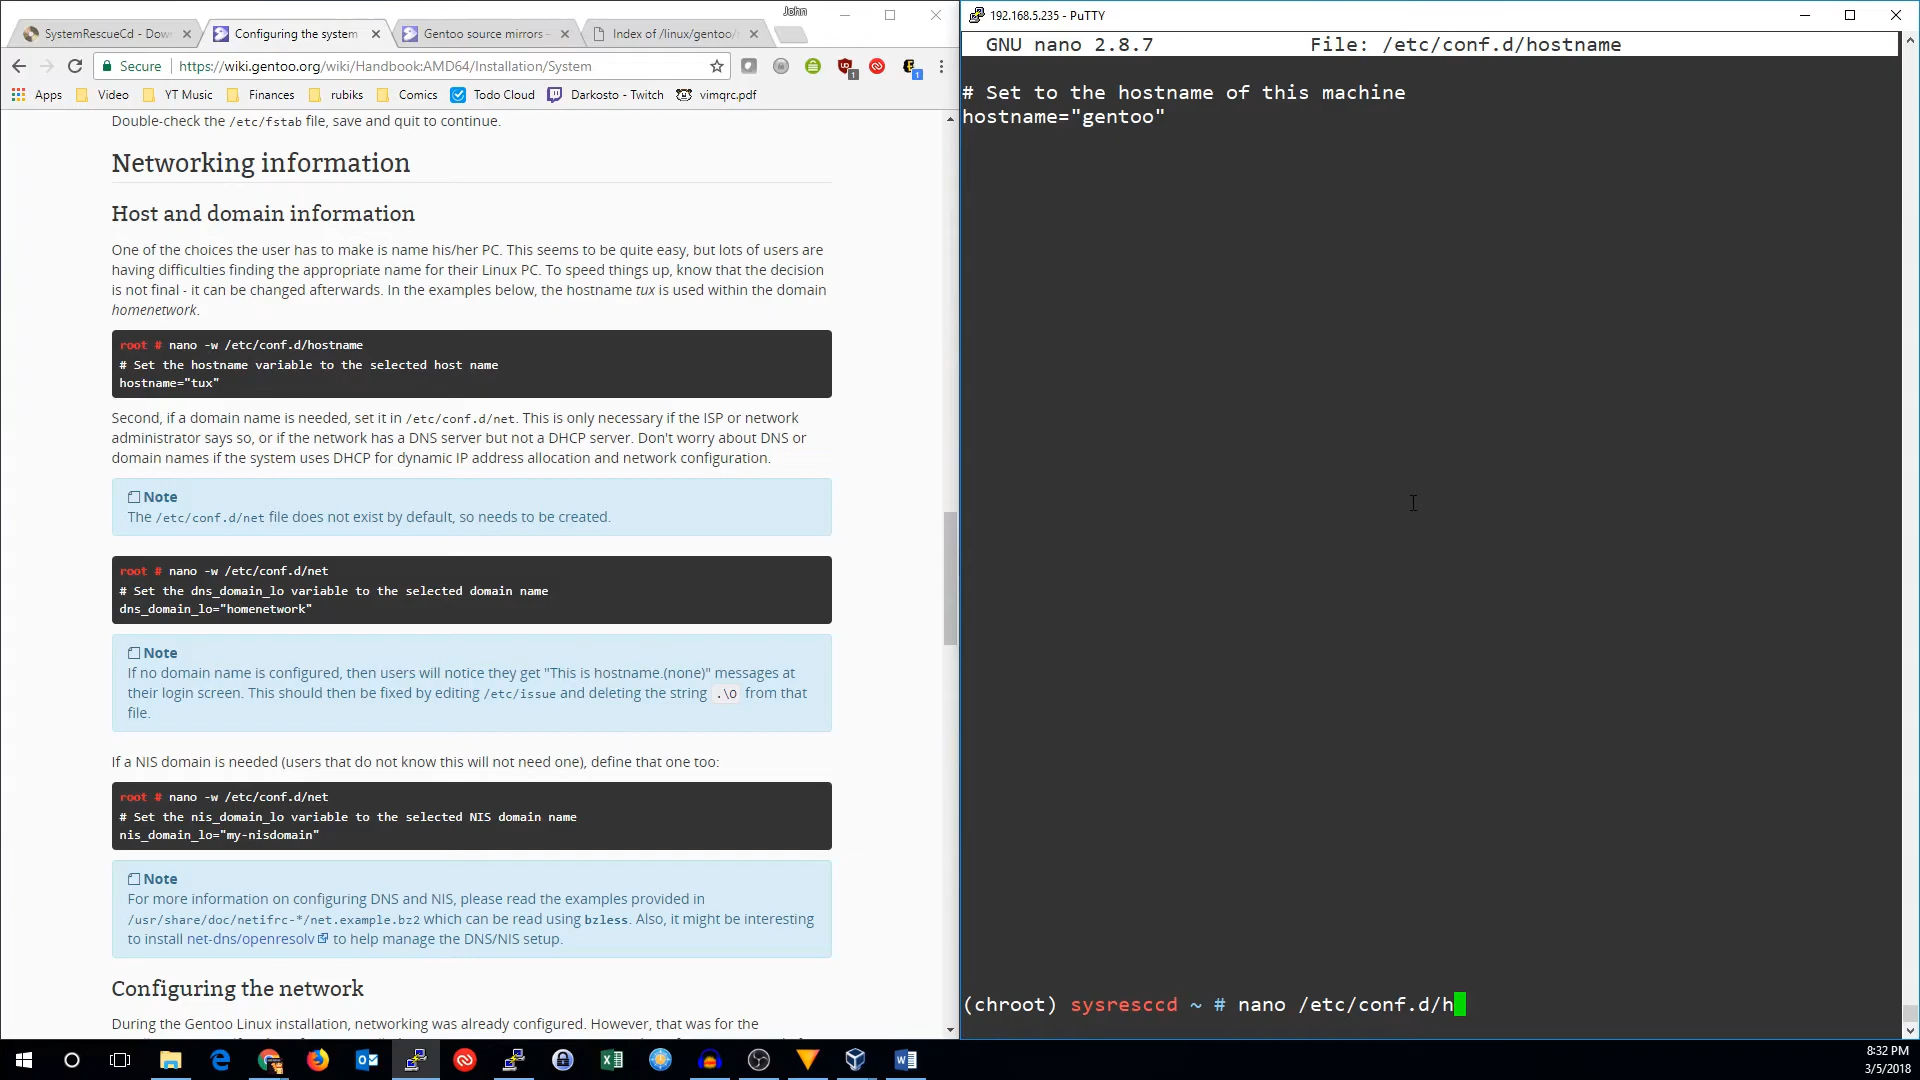 John
SystemRescueCd - Down
Configuring the system
Gentoo source mirrors -
Index of /linux/gentoo/
192.168.5.235 - PuTTY
Secure
https://wiki.gentoo.org/wiki/Handbook:AMD64/Installation/System
Apps
Video
YT Music
Finances
rubiks
Comics
Todo Cloud
Darkosto - Twitch
vimqrc.pdf
Double-check the /etc/fstab file, save and quit to continue.
Networking information
Host and domain information
One of the choices the user has to make is name his/her PC. This seems to be quite easy, but lots of users are
having difficulties finding the appropriate name for their Linux PC. To speed things up, know that the decision
is not final - it can be changed afterwards. In the examples below, the hostname tux is used within the domain
homenetwork.
root # nano -w /etc/conf.d/hostname
# Set the hostname variable to the selected host name
hostname="tux"
Second, if a domain name is needed, set it in /etc/conf.d/net. This is only necessary if the ISP or network
administrator says so, or if the network has a DNS server but not a DHCP server. Don't worry about DNS or
domain names if the system uses DHCP for dynamic IP address allocation and network configuration.
Note
The /etc/conf.d/net file does not exist by default, so needs to be created.
root # nano -w /etc/conf.d/net
# Set the dns_domain_lo variable to the selected domain name
dns_domain_lo="homenetwork"
Note
If no domain name is configured, then users will notice they get "This is hostname.(none)" messages at
their login screen. This should then be fixed by editing /etc/issue and deleting the string .\O from that
file.
If a NIS domain is needed (users that do not know this will not need one), define that one too:
root # nano -w /etc/conf.d/net
# Set the nis_domain_lo variable to the selected NIS domain name
nis_domain_lo="my-nisdomain"
Note
For more information on configuring DNS and NIS, please read the examples provided in
/usr/share/doc/netifrc-*/net.example.bz2 which can be read using bzless. Also, it might be interesting
to install net-dns/openresolv to help manage the DNS/NIS setup.
Configuring the network
During the Gentoo Linux installation, networking was already configured. However, that was for the
GNU nano 2.8.7 File: /etc/conf.d/hostname
# Set to the hostname of this machine
hostname="gentoo"
(chroot) sysresccd ~ # nano /etc/conf.d/h
8:32 PM
3/5/2018